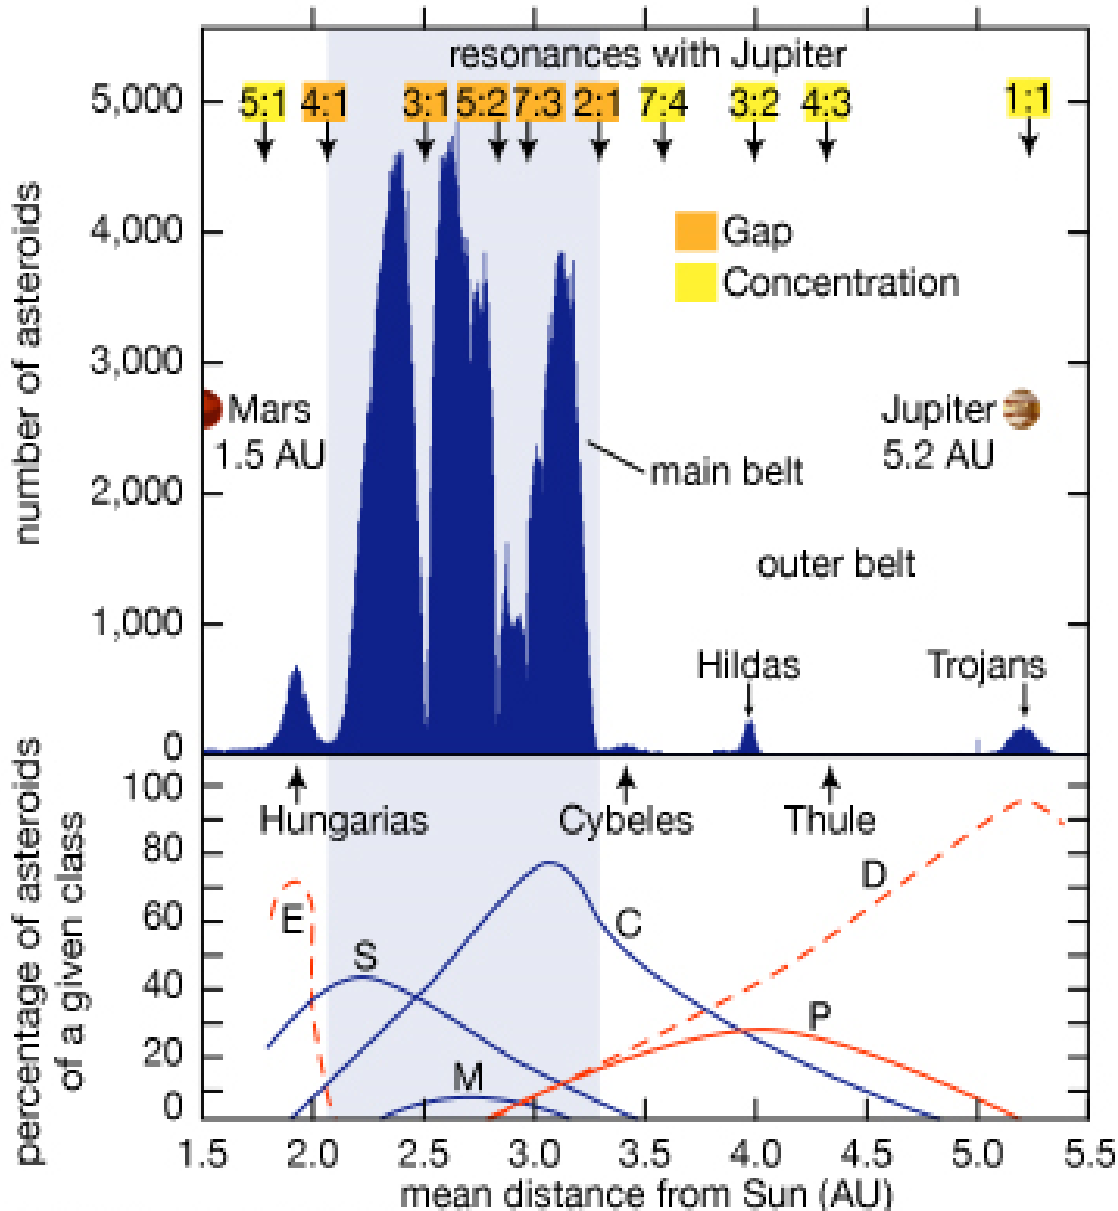 resonances with Jupiter
5:1 4:1 3:1 5:2 7:3 2:1 7:4 3:2 4:3 1:1
number of asteroids
5,000
4,000
3,000
2,000
1,000
0
Gap
Concentration
Mars
1.5 AU
Jupiter
5.2 AU
main belt
outer belt
Hildas
Trojans
Hungarias
Cybeles
Thule
percentage of asteroids
of a given class
100
80
60
40
20
0
E
S
M
C
D
P
1.5 2.0 2.5 3.0 3.5 4.0 4.5 5.0 5.5
mean distance from Sun (AU)